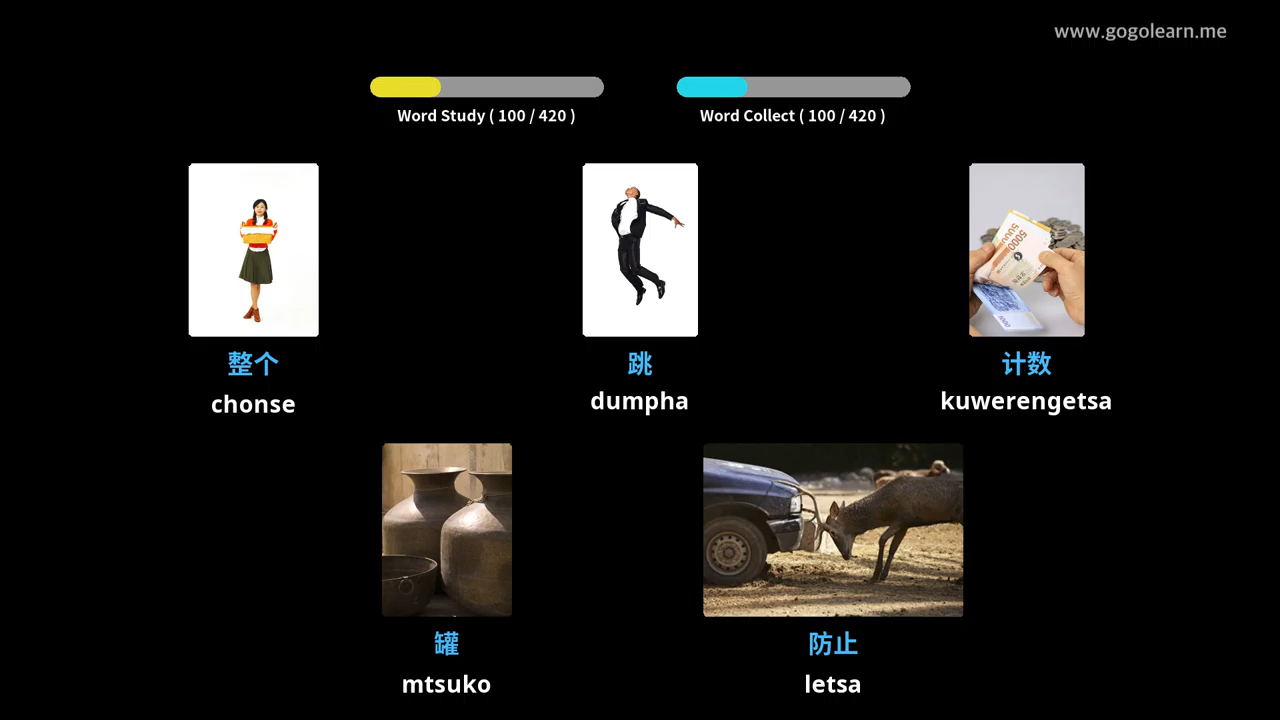 www.gogolearn.me
Word Study ( 100 / 420 )
Word Collect ( 100 / 420 )
整个
chonse
跳
dumpha
计数
kuwerengetsa
罐
mtsuko
防止
letsa